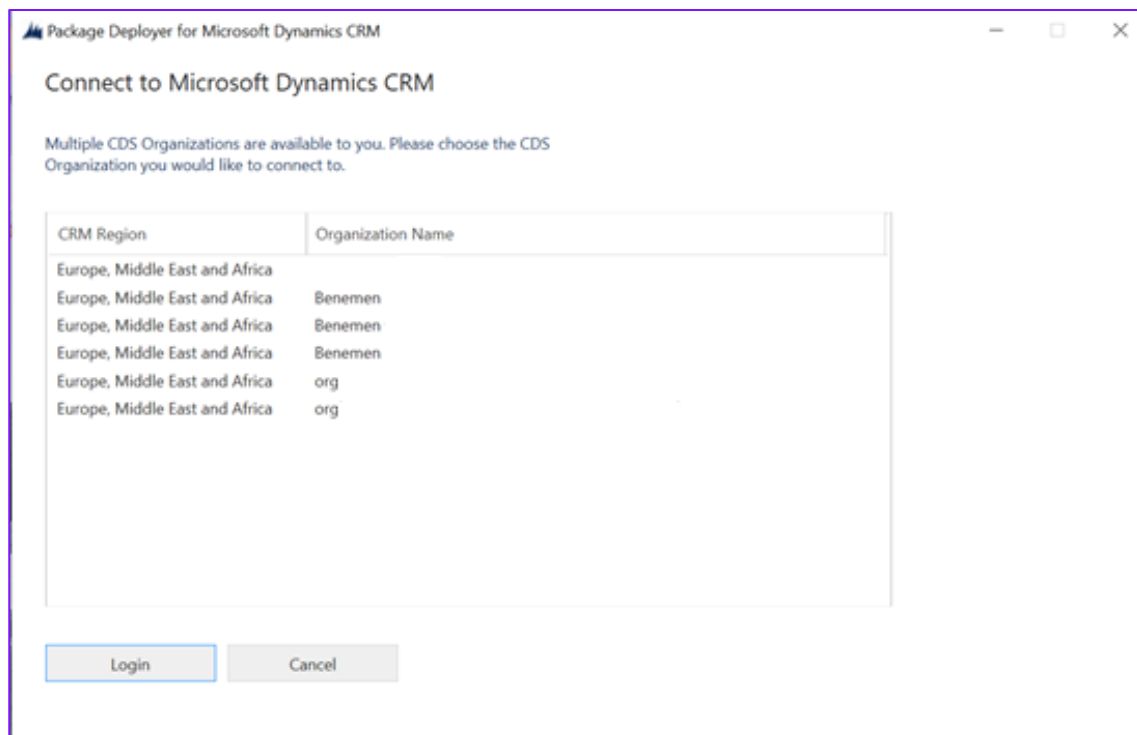 Package Deployer for Microsoft Dynamics CRM
Connect to Microsoft Dynamics CRM
Multiple CDS Organizations are available to you. Please choose the CDS
Organization you would like to connect to.
CRM Region Organization Name
Europe, Middle East and Africa
Europe, Middle East and Africa Benemen
Europe, Middle East and Africa Benemen
Europe, Middle East and Africa Benemen
Europe, Middle East and Africa org
Europe, Middle East and Africa org
Login Cancel